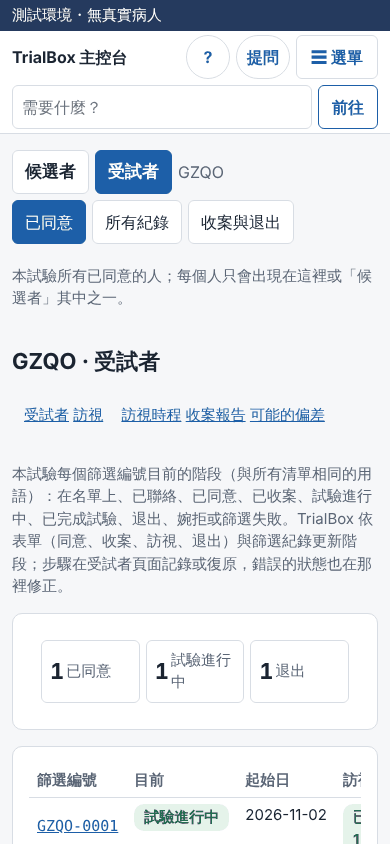 測試環境・無真實病人
TrialBox 主控台
?
提問
☰ 選單
需要什麼？
前往
候選者
受試者
GZQO
已同意
所有紀錄
收案與退出
本試驗所有已同意的人；每個人只會出現在這裡或「候
選者」其中之一。
GZQO · 受試者
受試者 訪視 訪視時程 收案報告 可能的偏差
本試驗每個篩選編號目前的階段（與所有清單相同的用
語）：在名單上、已聯絡、已同意、已收案、試驗進行
中、已完成試驗、退出、婉拒或篩選失敗。TrialBox 依
表單（同意、收案、訪視、退出）與篩選紀錄更新階
段；步驟在受試者頁面記錄或復原，錯誤的狀態也在那
裡修正。
1 已同意
1 試驗進行
中
1 退出
篩選編號 目前 起始日 訪
GZQO-0001 試驗進行中 2026-11-02